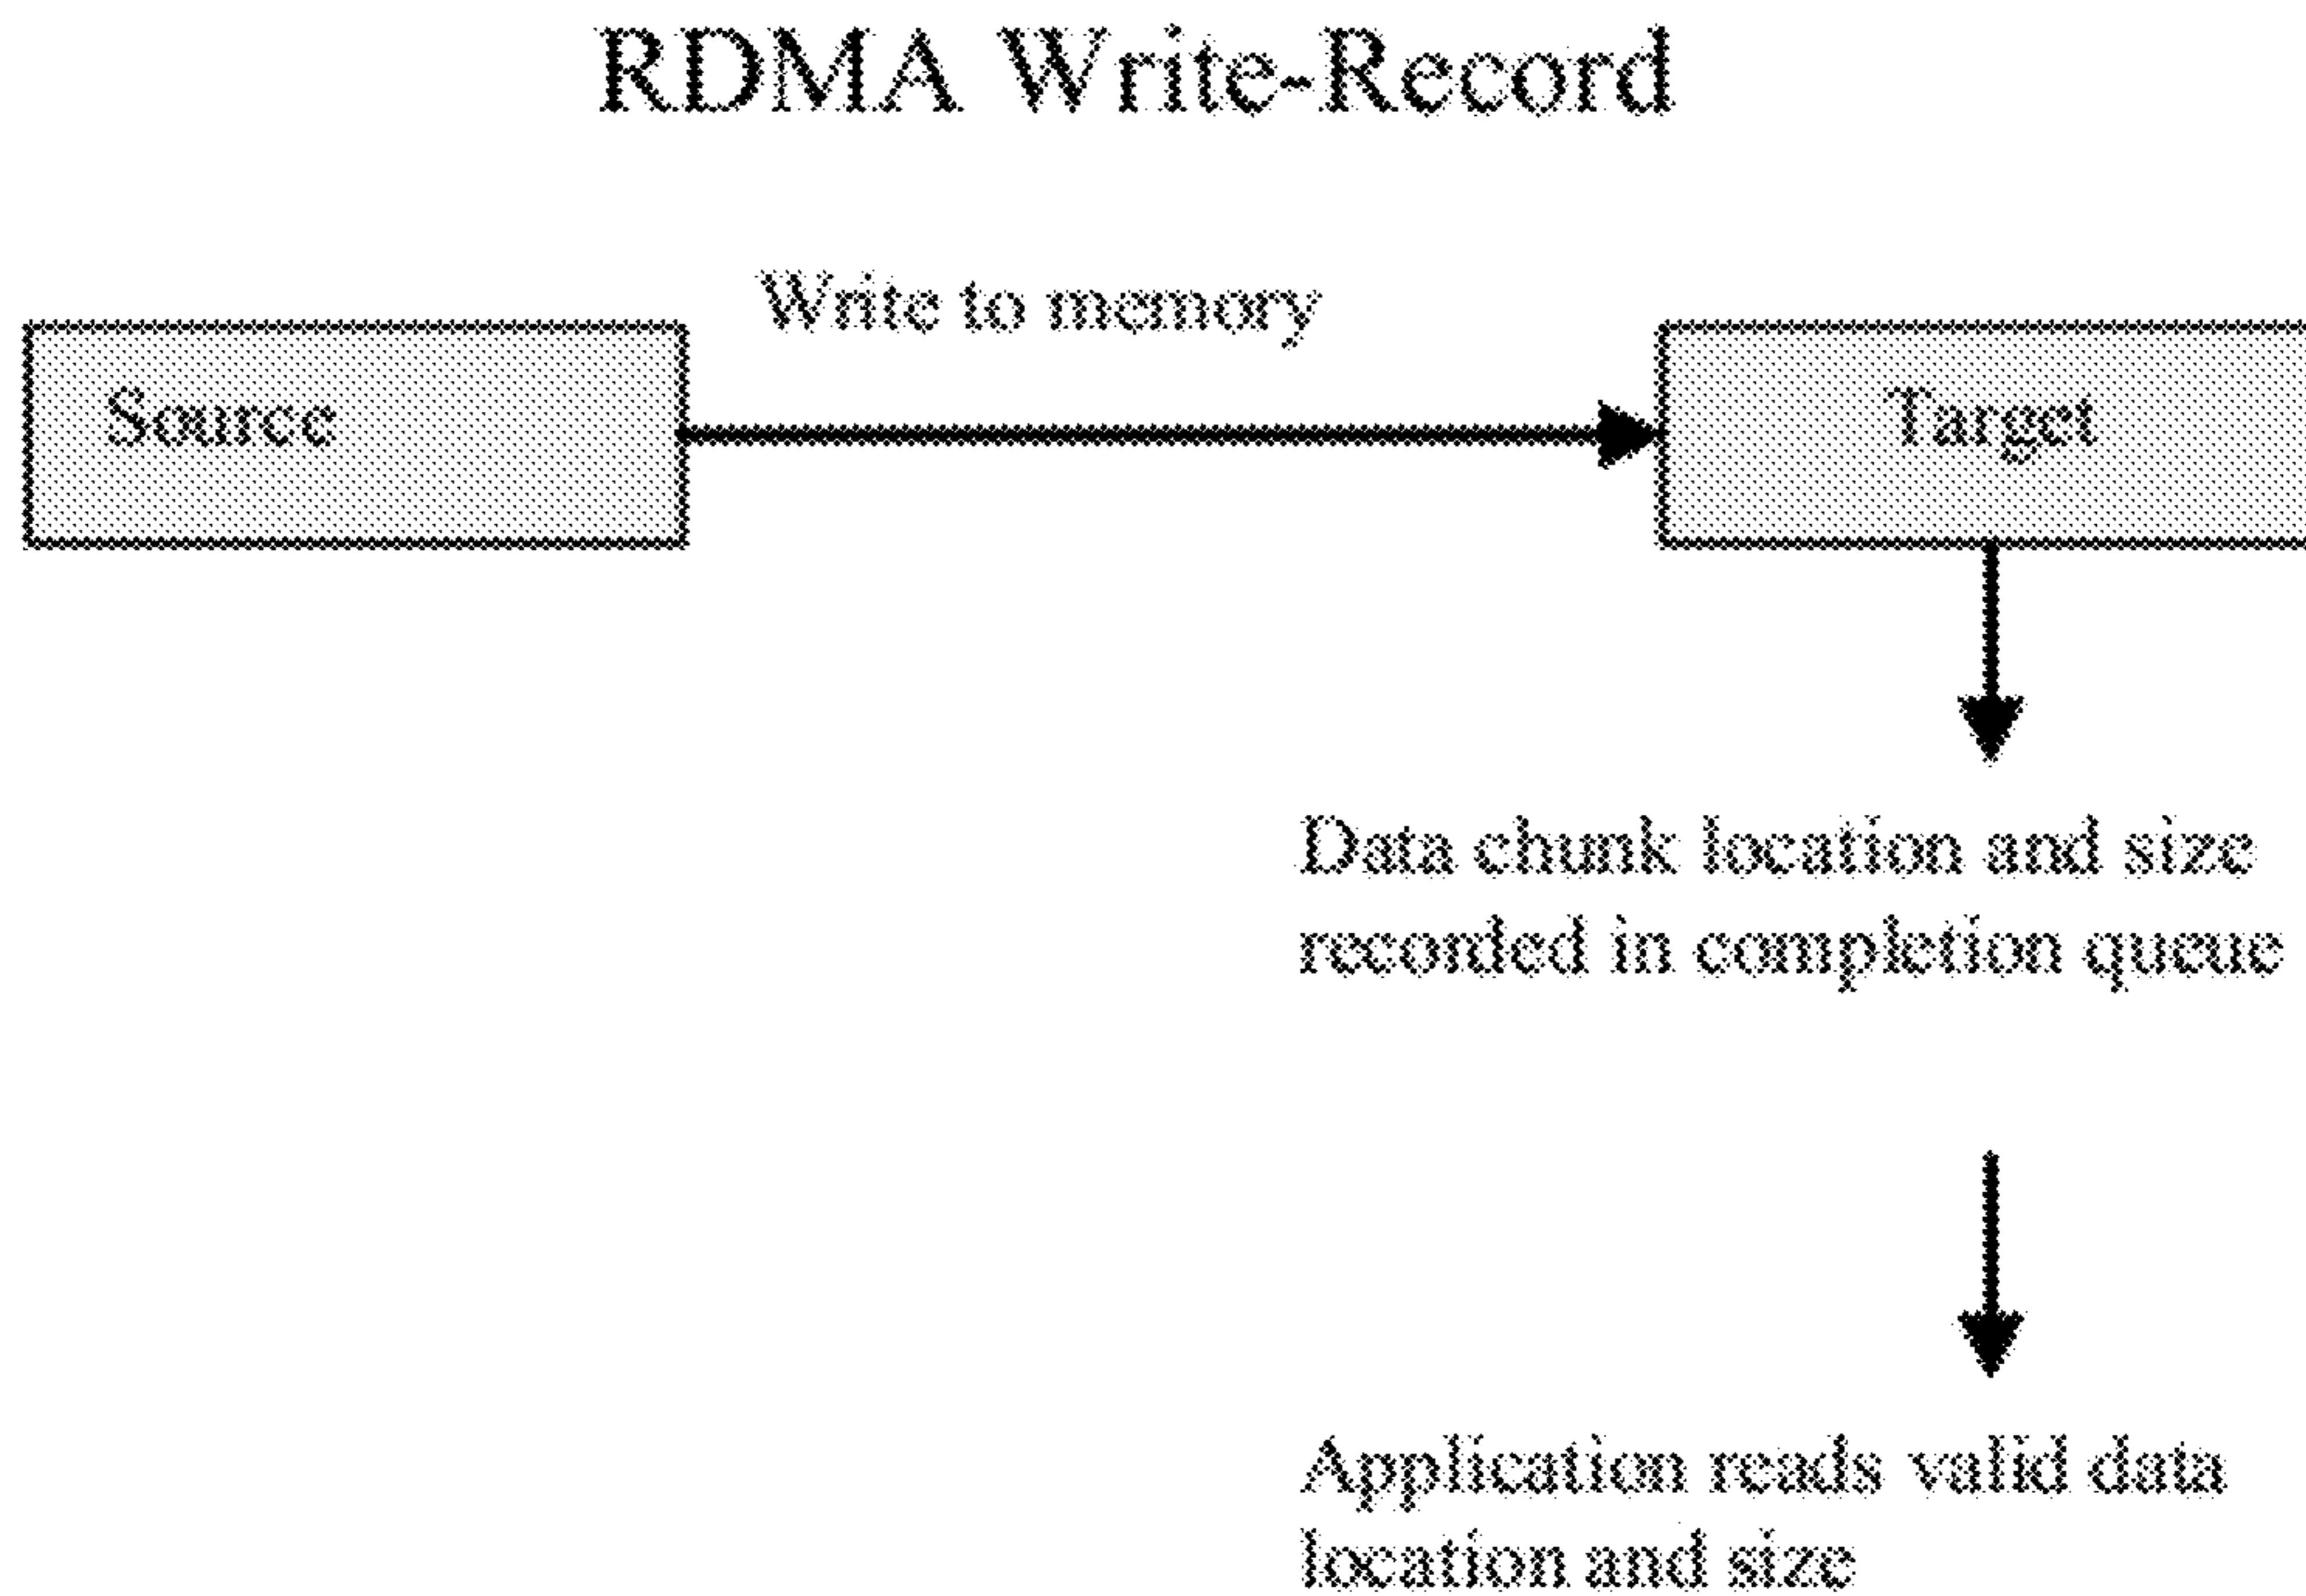 RDMA Write-Record
Write to memory
Source
Target
Data chunk location and size
recorded in completion queue
Application reads valid data
location and size